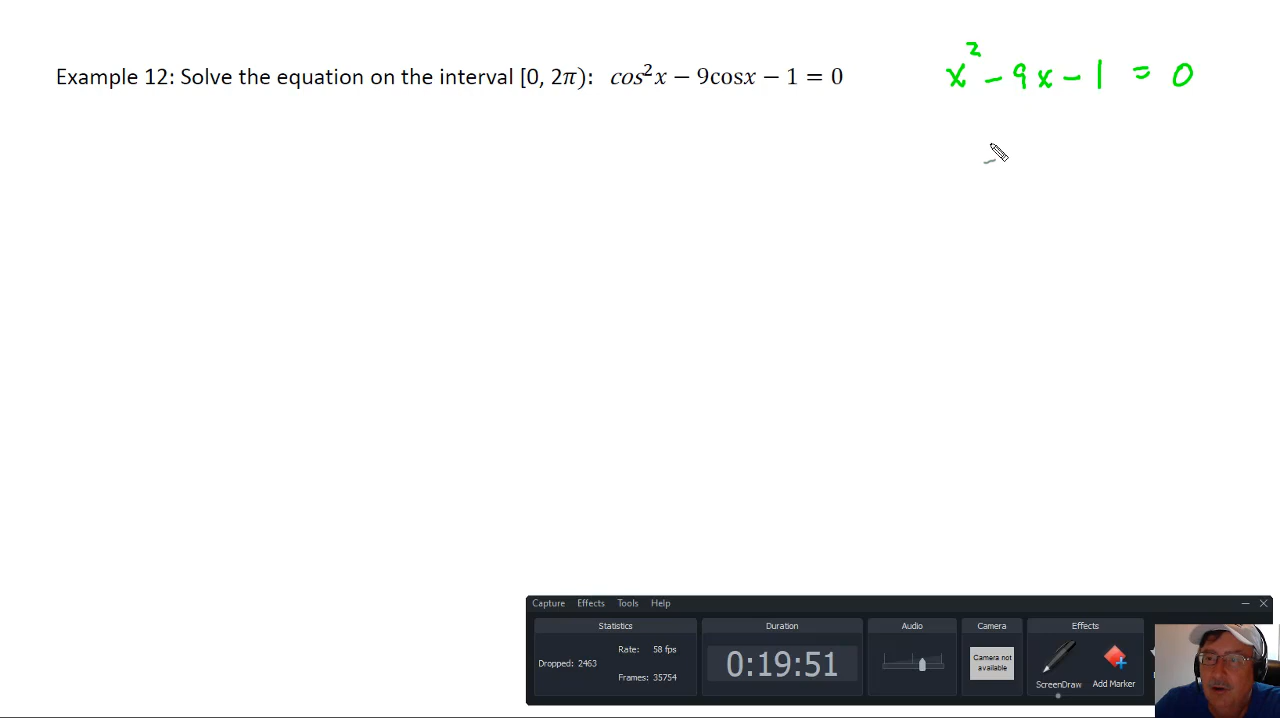 Example 12: Solve the equation on the interval [0, 2π): cos²x − 9cosx − 1 = 0
x² − 9x − 1 = 0
Capture Effects Tools Help
Statistics Duration Audio Camera Effects
Rate: 58 fps
Dropped: 2463
Frames: 35754
0:19:51
Camera not
available
ScreenDraw Add Marker